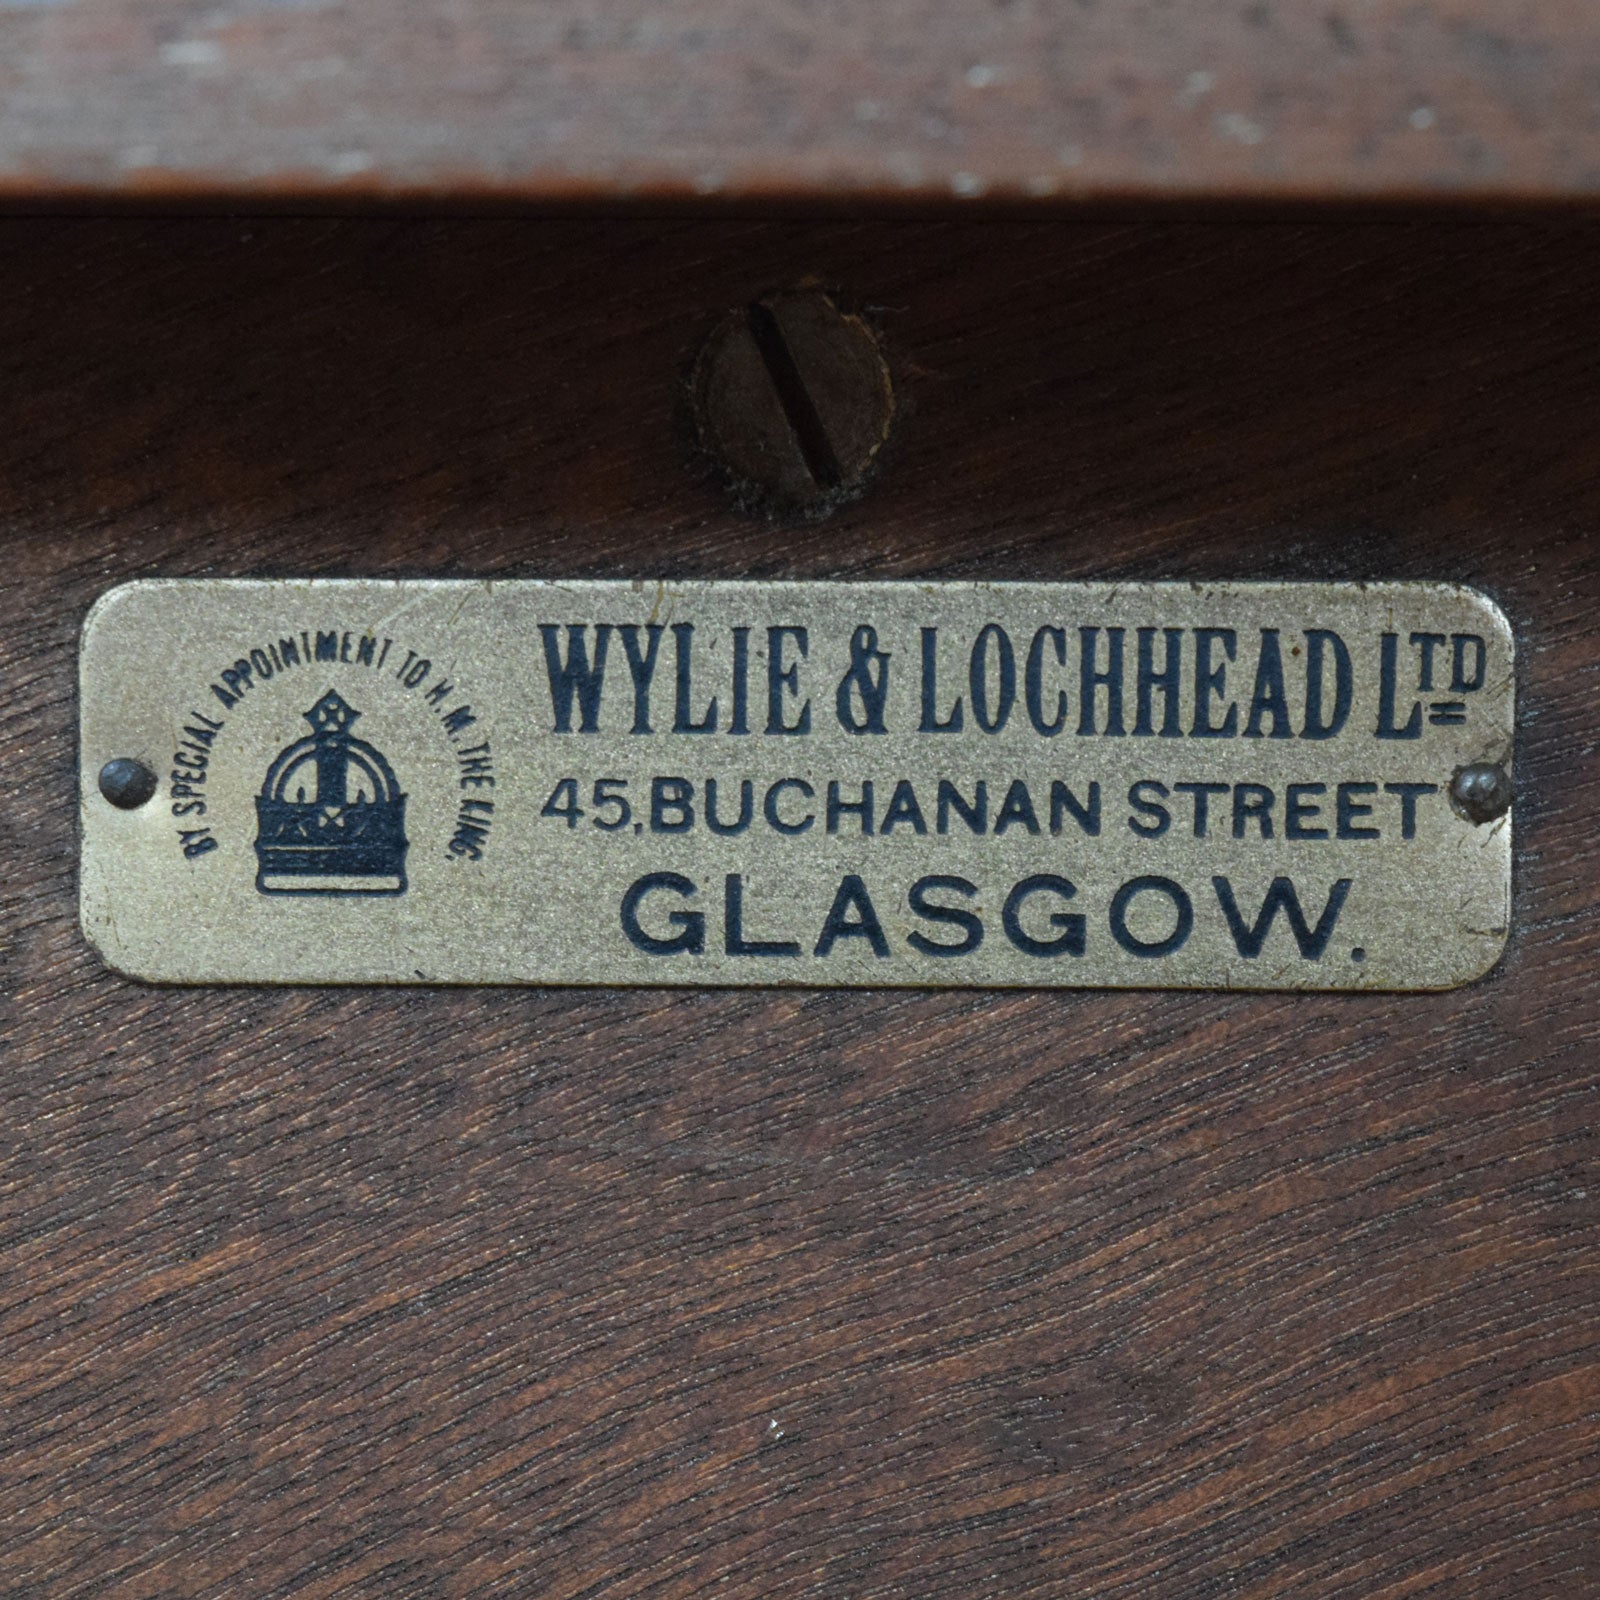 BY SPECIAL APPOINTMENT TO H.M. THE KING.
WYLIE & LOCHHEAD LTD
45, BUCHANAN STREET
GLASGOW.